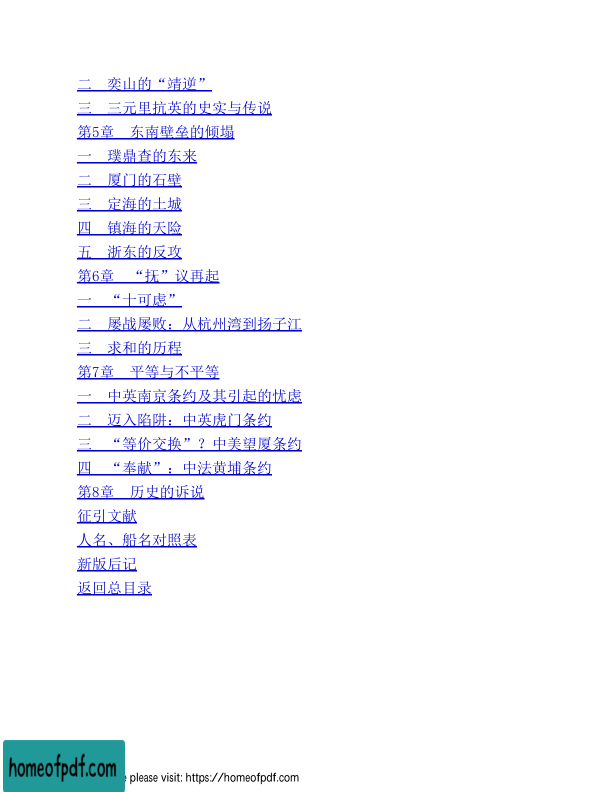 二　奕山的“靖逆”
三　三元里抗英的史实与传说
第5章　东南壁垒的倾塌
一　璞鼎查的东来
二　厦门的石壁
三　定海的土城
四　镇海的天险
五　浙东的反攻
第6章　“抚”议再起
一　“十可虑”
二　屡战屡败：从杭州湾到扬子江
三　求和的历程
第7章　平等与不平等
一　中英南京条约及其引起的忧虑
二　迈入陷阱：中英虎门条约
三　“等价交换”？中美望厦条约
四　“奉献”：中法黄埔条约
第8章　历史的诉说
征引文献
人名、船名对照表
新版后记
返回总目录
homeofpdf.com
e please visit: https://homeofpdf.com